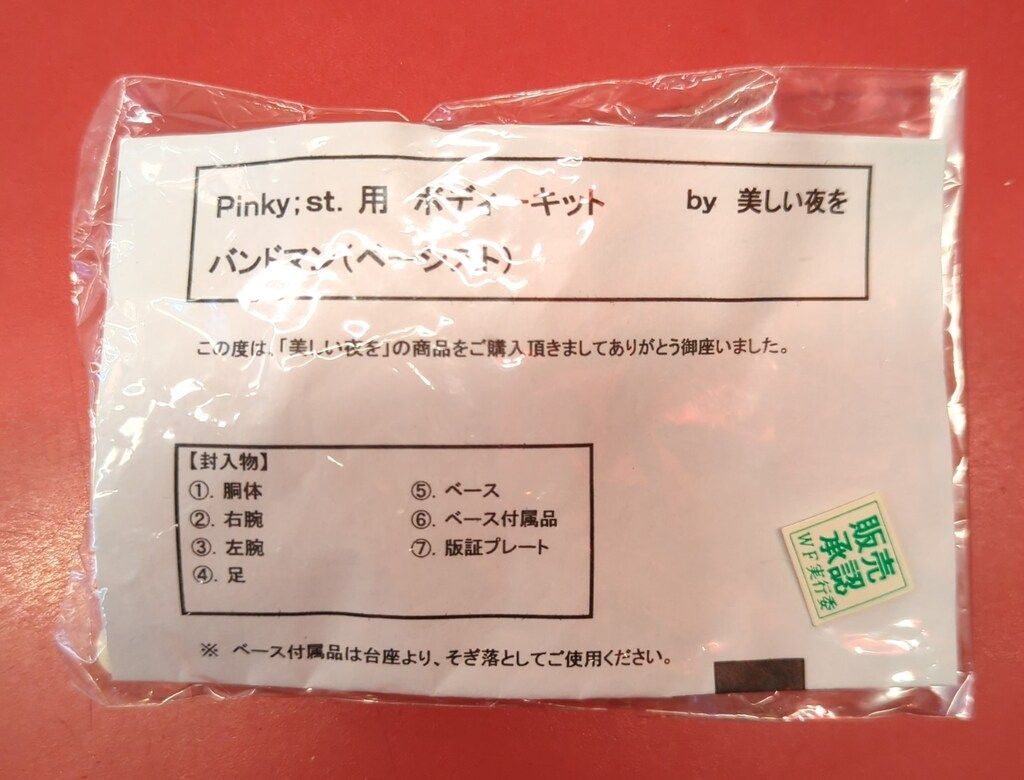 Pinky;st. 用 ボディーキット by 美しい夜を
バンドマン(ベーシスト)
この度は、「美しい夜を」の商品をご購入頂きましてありがとう御座いました。
【封入物】
①. 胴体
②. 右腕
③. 左腕
④. 足
⑤. ベース
⑥. ベース付属品
⑦. 版証プレート
※ ベース付属品は台座より、そぎ落としてご使用ください。
販売
承認
WF実行委